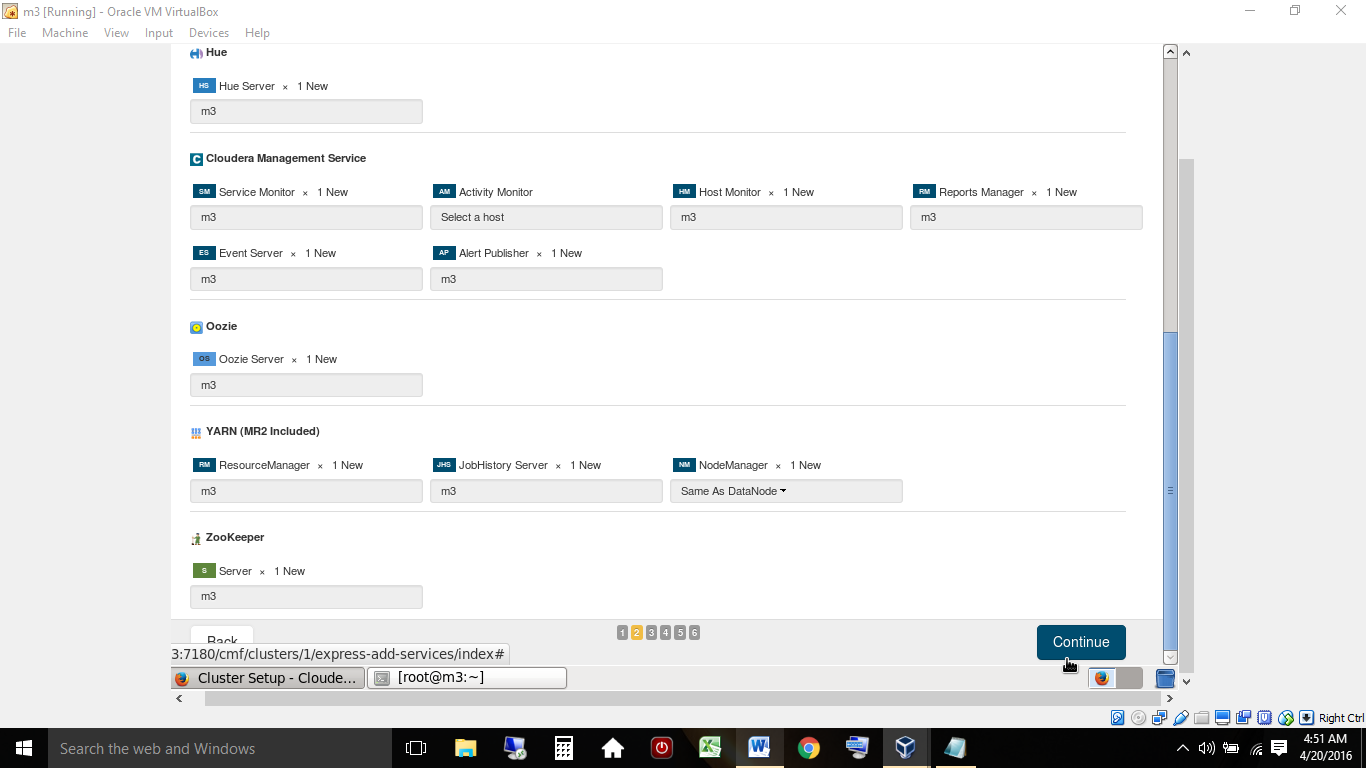 m3 [Running] - Oracle VM VirtualBox
File Machine View Input Devices Help
Hue
HS Hue Server × 1 New
m3
C Cloudera Management Service
SM Service Monitor × 1 New AM Activity Monitor HM Host Monitor × 1 New RM Reports Manager × 1 New
m3 Select a host m3 m3
ES Event Server × 1 New AP Alert Publisher × 1 New
m3 m3
Oozie
OS Oozie Server × 1 New
m3
YARN (MR2 Included)
RM ResourceManager × 1 New JHS JobHistory Server × 1 New NM NodeManager × 1 New
m3 m3 Same As DataNode
ZooKeeper
S Server × 1 New
m3
Back 1 2 3 4 5 6 Continue
3:7180/cmf/clusters/1/express-add-services/index#
Cluster Setup - Cloude... [root@m3:~]
Right Ctrl
Search the web and Windows
4:51 AM
4/20/2016